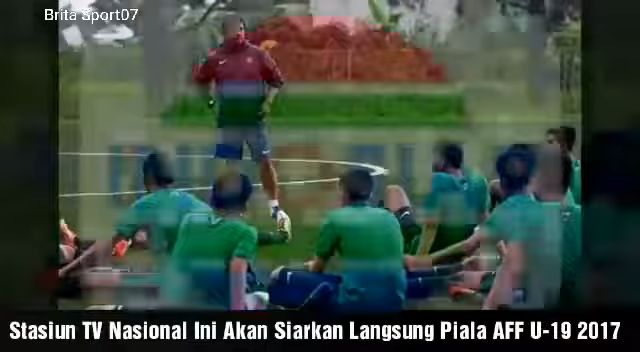 Brita Sport07
Stasiun TV Nasional Ini Akan Siarkan Langsung Piala AFF U-19 2017